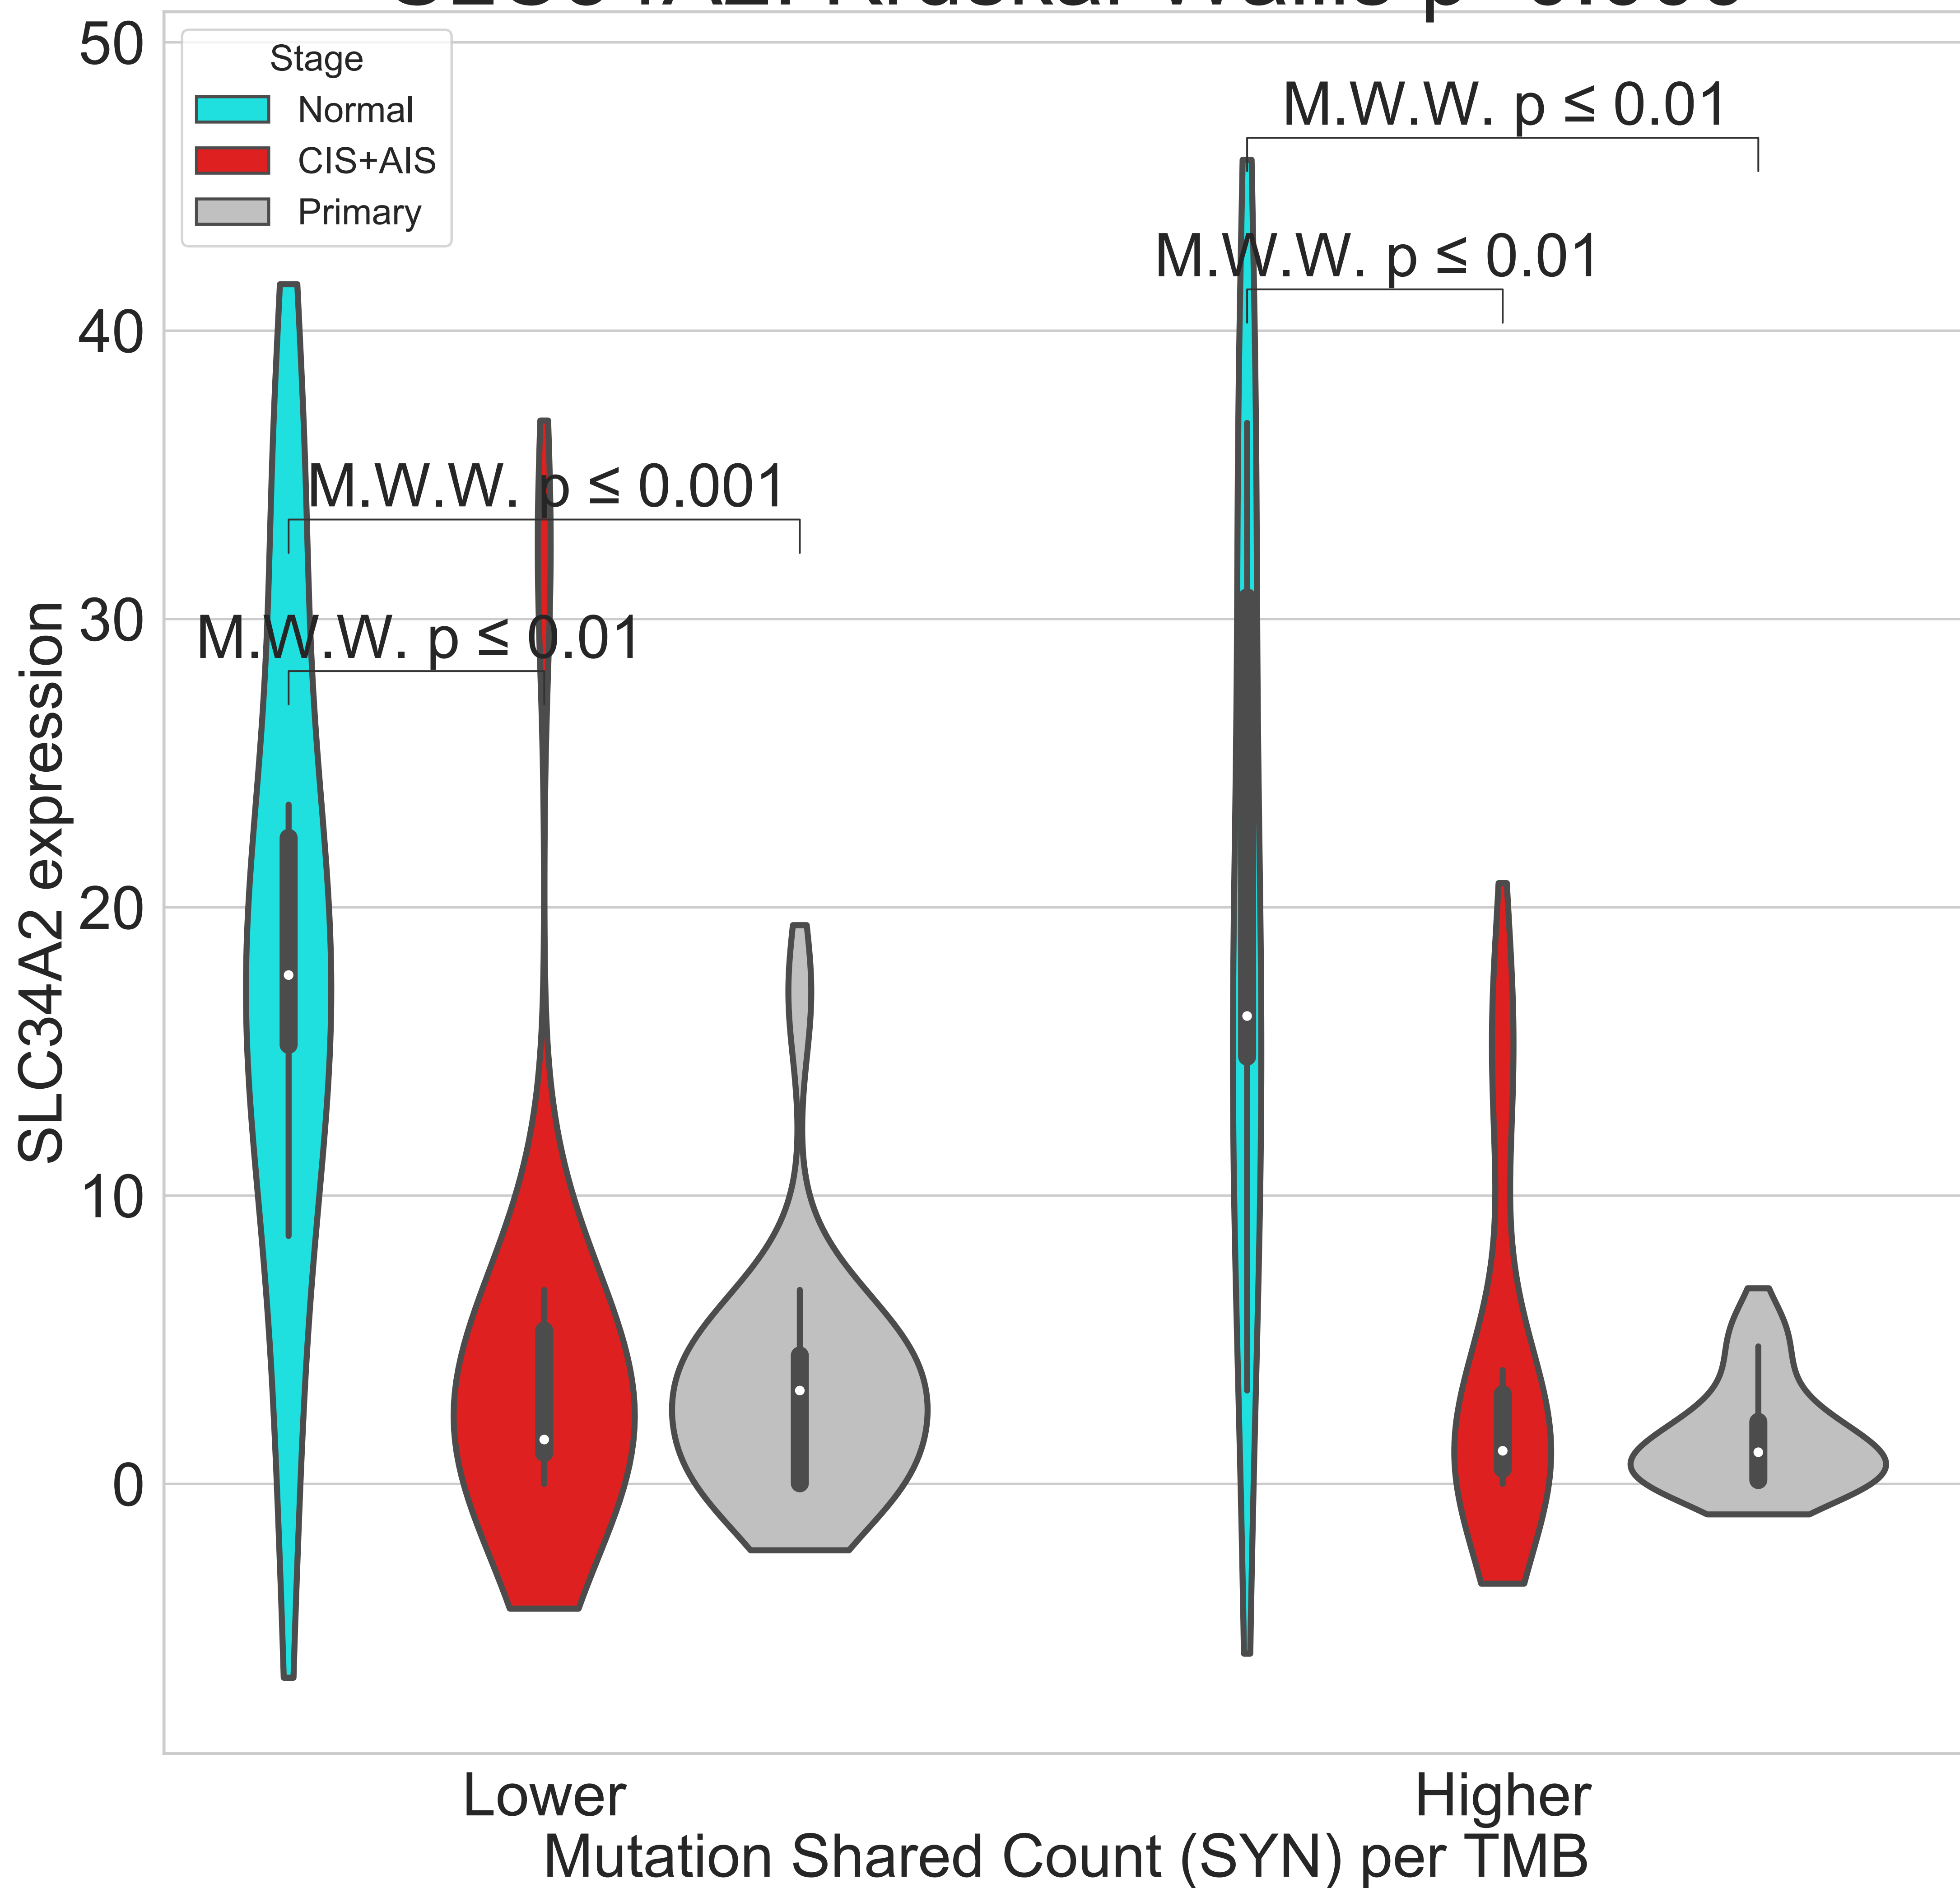 50
Stage
Normal
CIS+AIS
Primary
M.W.W. p ≤ 0.01
M.W.W. p ≤ 0.01
40
M.W.W. p ≤ 0.001
30
M.W.W. p ≤ 0.01
20
10
0
SLC34A2 expression
Lower
Higher
Mutation Shared Count (SYN) per TMB